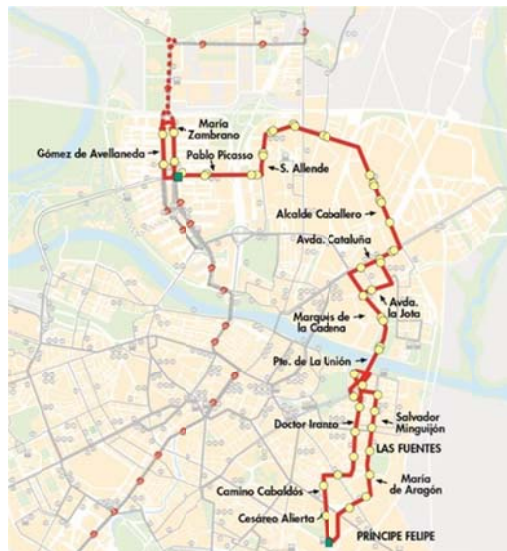 María
Zambrano
Gómez de Avellaneda
Pablo Picasso
S. Allende
Alcalde Caballero
Avda. Cataluña
Avda.
la Jota
Marqués de
la Cadena
Pte. de La Unión
Doctor Iranzo
Salvador
Minguijón
LAS FUENTES
María
de Aragón
Camino Cabaldós
Cesáreo Alierta
PRÍNCIPE FELIPE